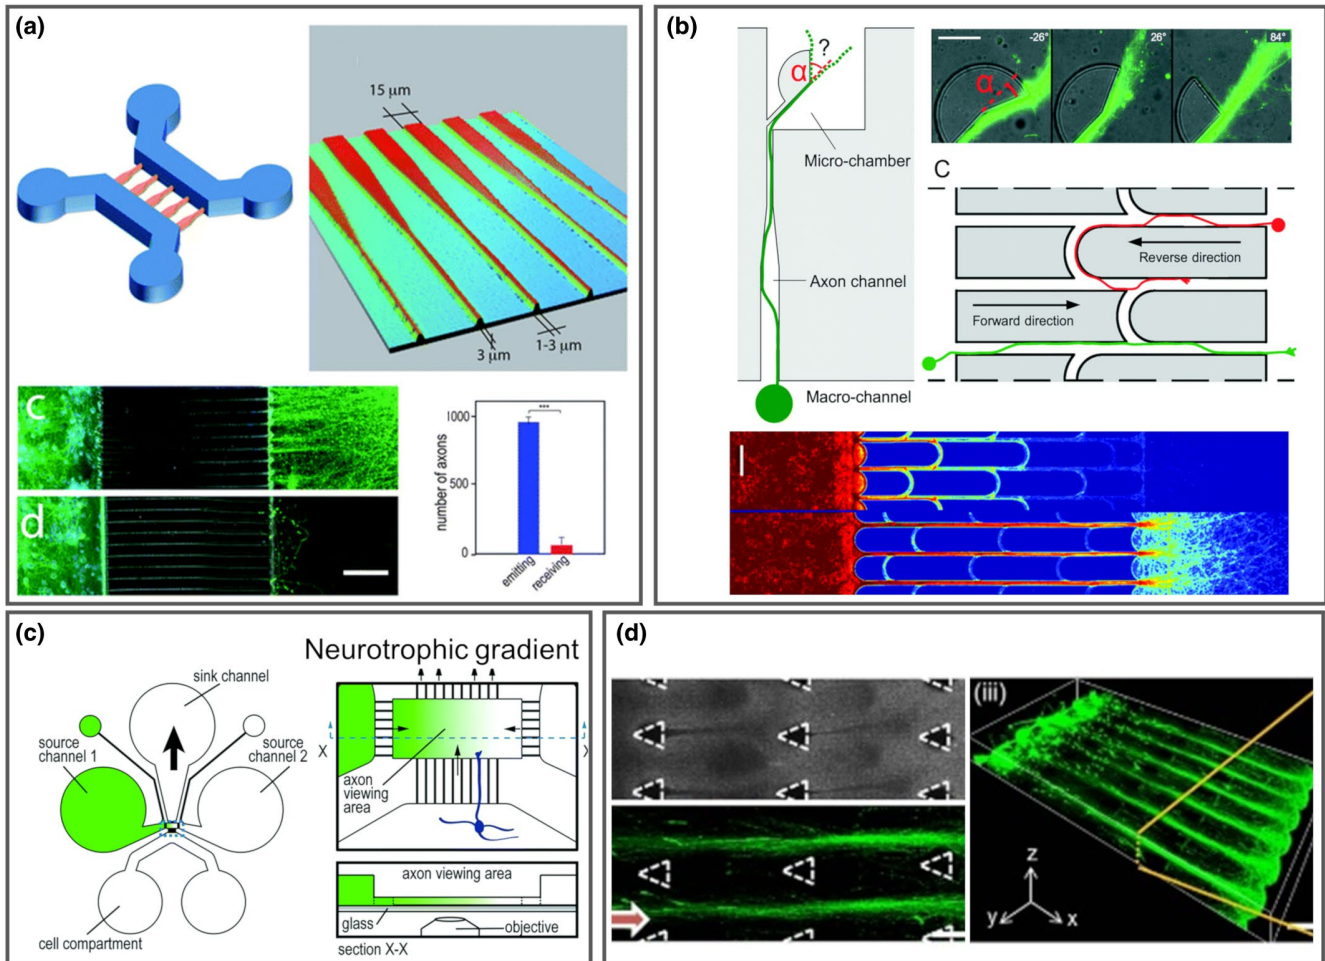 (a)
15 μm
3 μm
1-3 μm
c
d
number of axons
1000
500
0
***
emitting
receiving
(b)
α
?
Micro-chamber
Axon channel
Macro-channel
-26°
26°
84°
α
C
Reverse direction
Forward direction
(c)
Neurotrophic gradient
sink channel
source
channel 1
source
channel 2
cell compartment
X
axon
viewing
area
axon viewing area
glass
objective
section X-X
(d)
(iii)
z
y
x